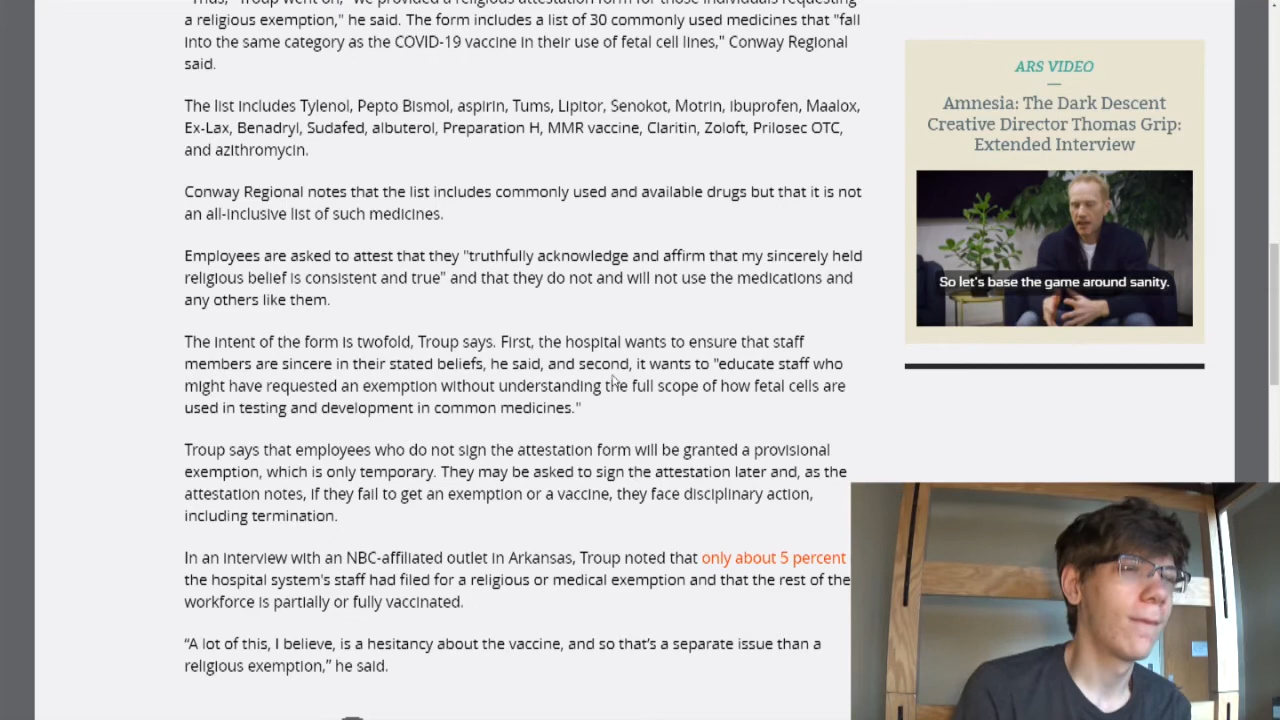 "Thus," Troup went on, "we provided a religious attestation form for those individuals requesting
a religious exemption," he said. The form includes a list of 30 commonly used medicines that "fall
into the same category as the COVID-19 vaccine in their use of fetal cell lines," Conway Regional
said.
The list includes Tylenol, Pepto Bismol, aspirin, Tums, Lipitor, Senokot, Motrin, ibuprofen, Maalox,
Ex-Lax, Benadryl, Sudafed, albuterol, Preparation H, MMR vaccine, Claritin, Zoloft, Prilosec OTC,
and azithromycin.
Conway Regional notes that the list includes commonly used and available drugs but that it is not
an all-inclusive list of such medicines.
Employees are asked to attest that they "truthfully acknowledge and affirm that my sincerely held
religious belief is consistent and true" and that they do not and will not use the medications and
any others like them.
The intent of the form is twofold, Troup says. First, the hospital wants to ensure that staff
members are sincere in their stated beliefs, he said, and second, it wants to "educate staff who
might have requested an exemption without understanding the full scope of how fetal cells are
used in testing and development in common medicines."
Troup says that employees who do not sign the attestation form will be granted a provisional
exemption, which is only temporary. They may be asked to sign the attestation later and, as the
attestation notes, if they fail to get an exemption or a vaccine, they face disciplinary action,
including termination.
In an interview with an NBC-affiliated outlet in Arkansas, Troup noted that only about 5 percent
the hospital system's staff had filed for a religious or medical exemption and that the rest of the
workforce is partially or fully vaccinated.
“A lot of this, I believe, is a hesitancy about the vaccine, and so that’s a separate issue than a
religious exemption,” he said.
ARS VIDEO
Amnesia: The Dark Descent
Creative Director Thomas Grip:
Extended Interview
So let's base the game around sanity.